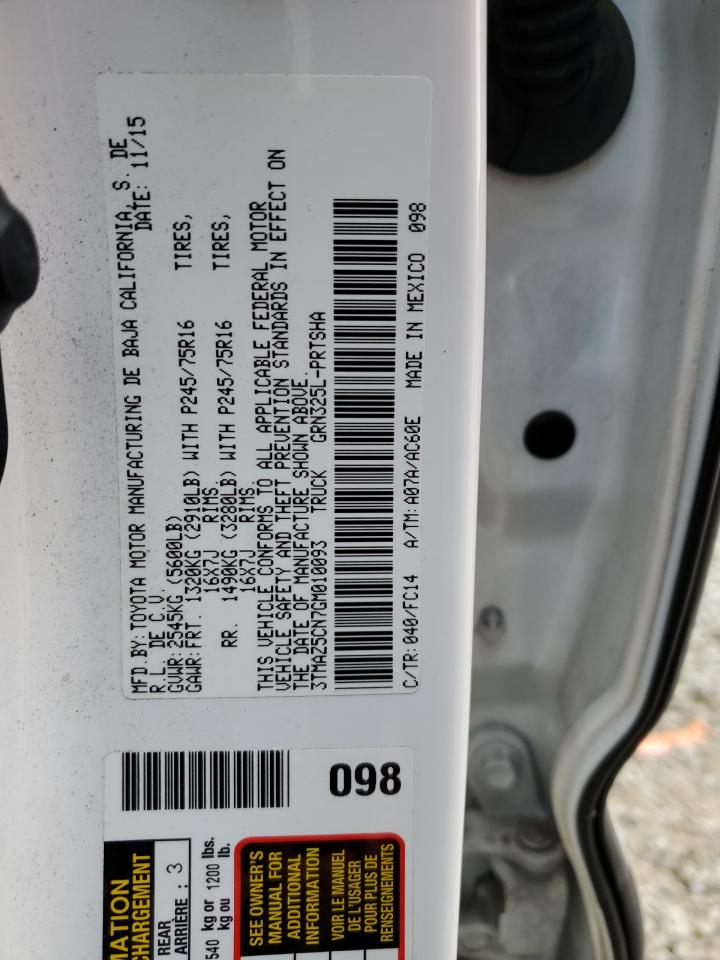 MFD.BY:TOYOTA MOTOR MANUFACTURING DE BAJA CALIFORNIA, S. DE
R.L. DE C.V. DATE: 11/15
GVWR:2545KG (5600LB)
GAWR:FRT. 1320KG (2910LB) WITH P245/75R16 TIRES,
16X7J RIMS
RR. 1490KG (3280LB) WITH P245/75R16 TIRES,
16X7J RIMS
THIS VEHICLE CONFORMS TO ALL APPLICABLE FEDERAL MOTOR
VEHICLE SAFETY AND THEFT PREVENTION STANDARDS IN EFFECT ON
THE DATE OF MANUFACTURE SHOWN ABOVE.
3TMAZ5CN7GM010093 TRUCK GRN325L-PRTSHA
C/TR:040/FC14 A/TM:A07A/AC60E MADE IN MEXICO 098
098
MATION
CHARGEMENT
REAR
ARRIÈRE : 3
540 kg or 1200 lbs.
kg ou lb.
SEE OWNER'S
MANUAL FOR
ADDITIONAL
INFORMATION
VOIR LE MANUEL
DE L'USAGER
POUR PLUS DE
RENSEIGNEMENTS